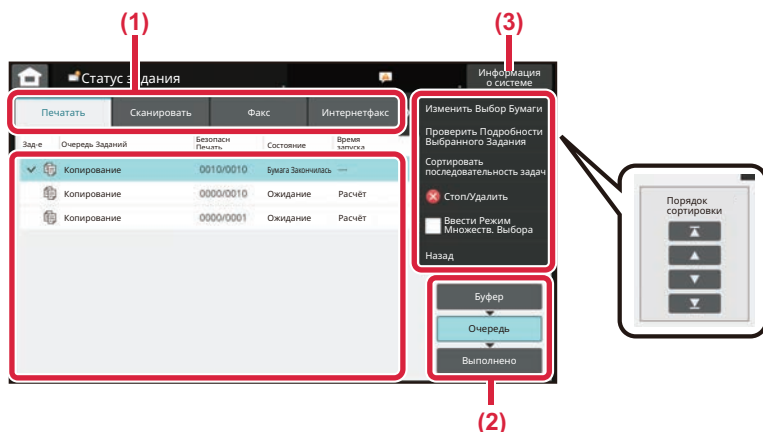 (1)
(3)
Статус задания
Информация
о системе
Печатать
Сканировать
Факс
Интернетфакс
Зад-е
Очередь Заданий
Безопасн
Печать
Состояние
Время
запуска
Копирование
0010/0010
Бумага Закончилась
—
Копирование
0000/0010
Ожидание
Расчёт
Копирование
0000/0001
Ожидание
Расчёт
Изменить Выбор Бумаги
Проверить Подробности
Выбранного Задания
Сортировать
последовательность задач
Стоп/Удалить
Ввести Режим
Множеств. Выбора
Назад
Буфер
Очередь
Выполнено
Порядок
сортировки
(2)